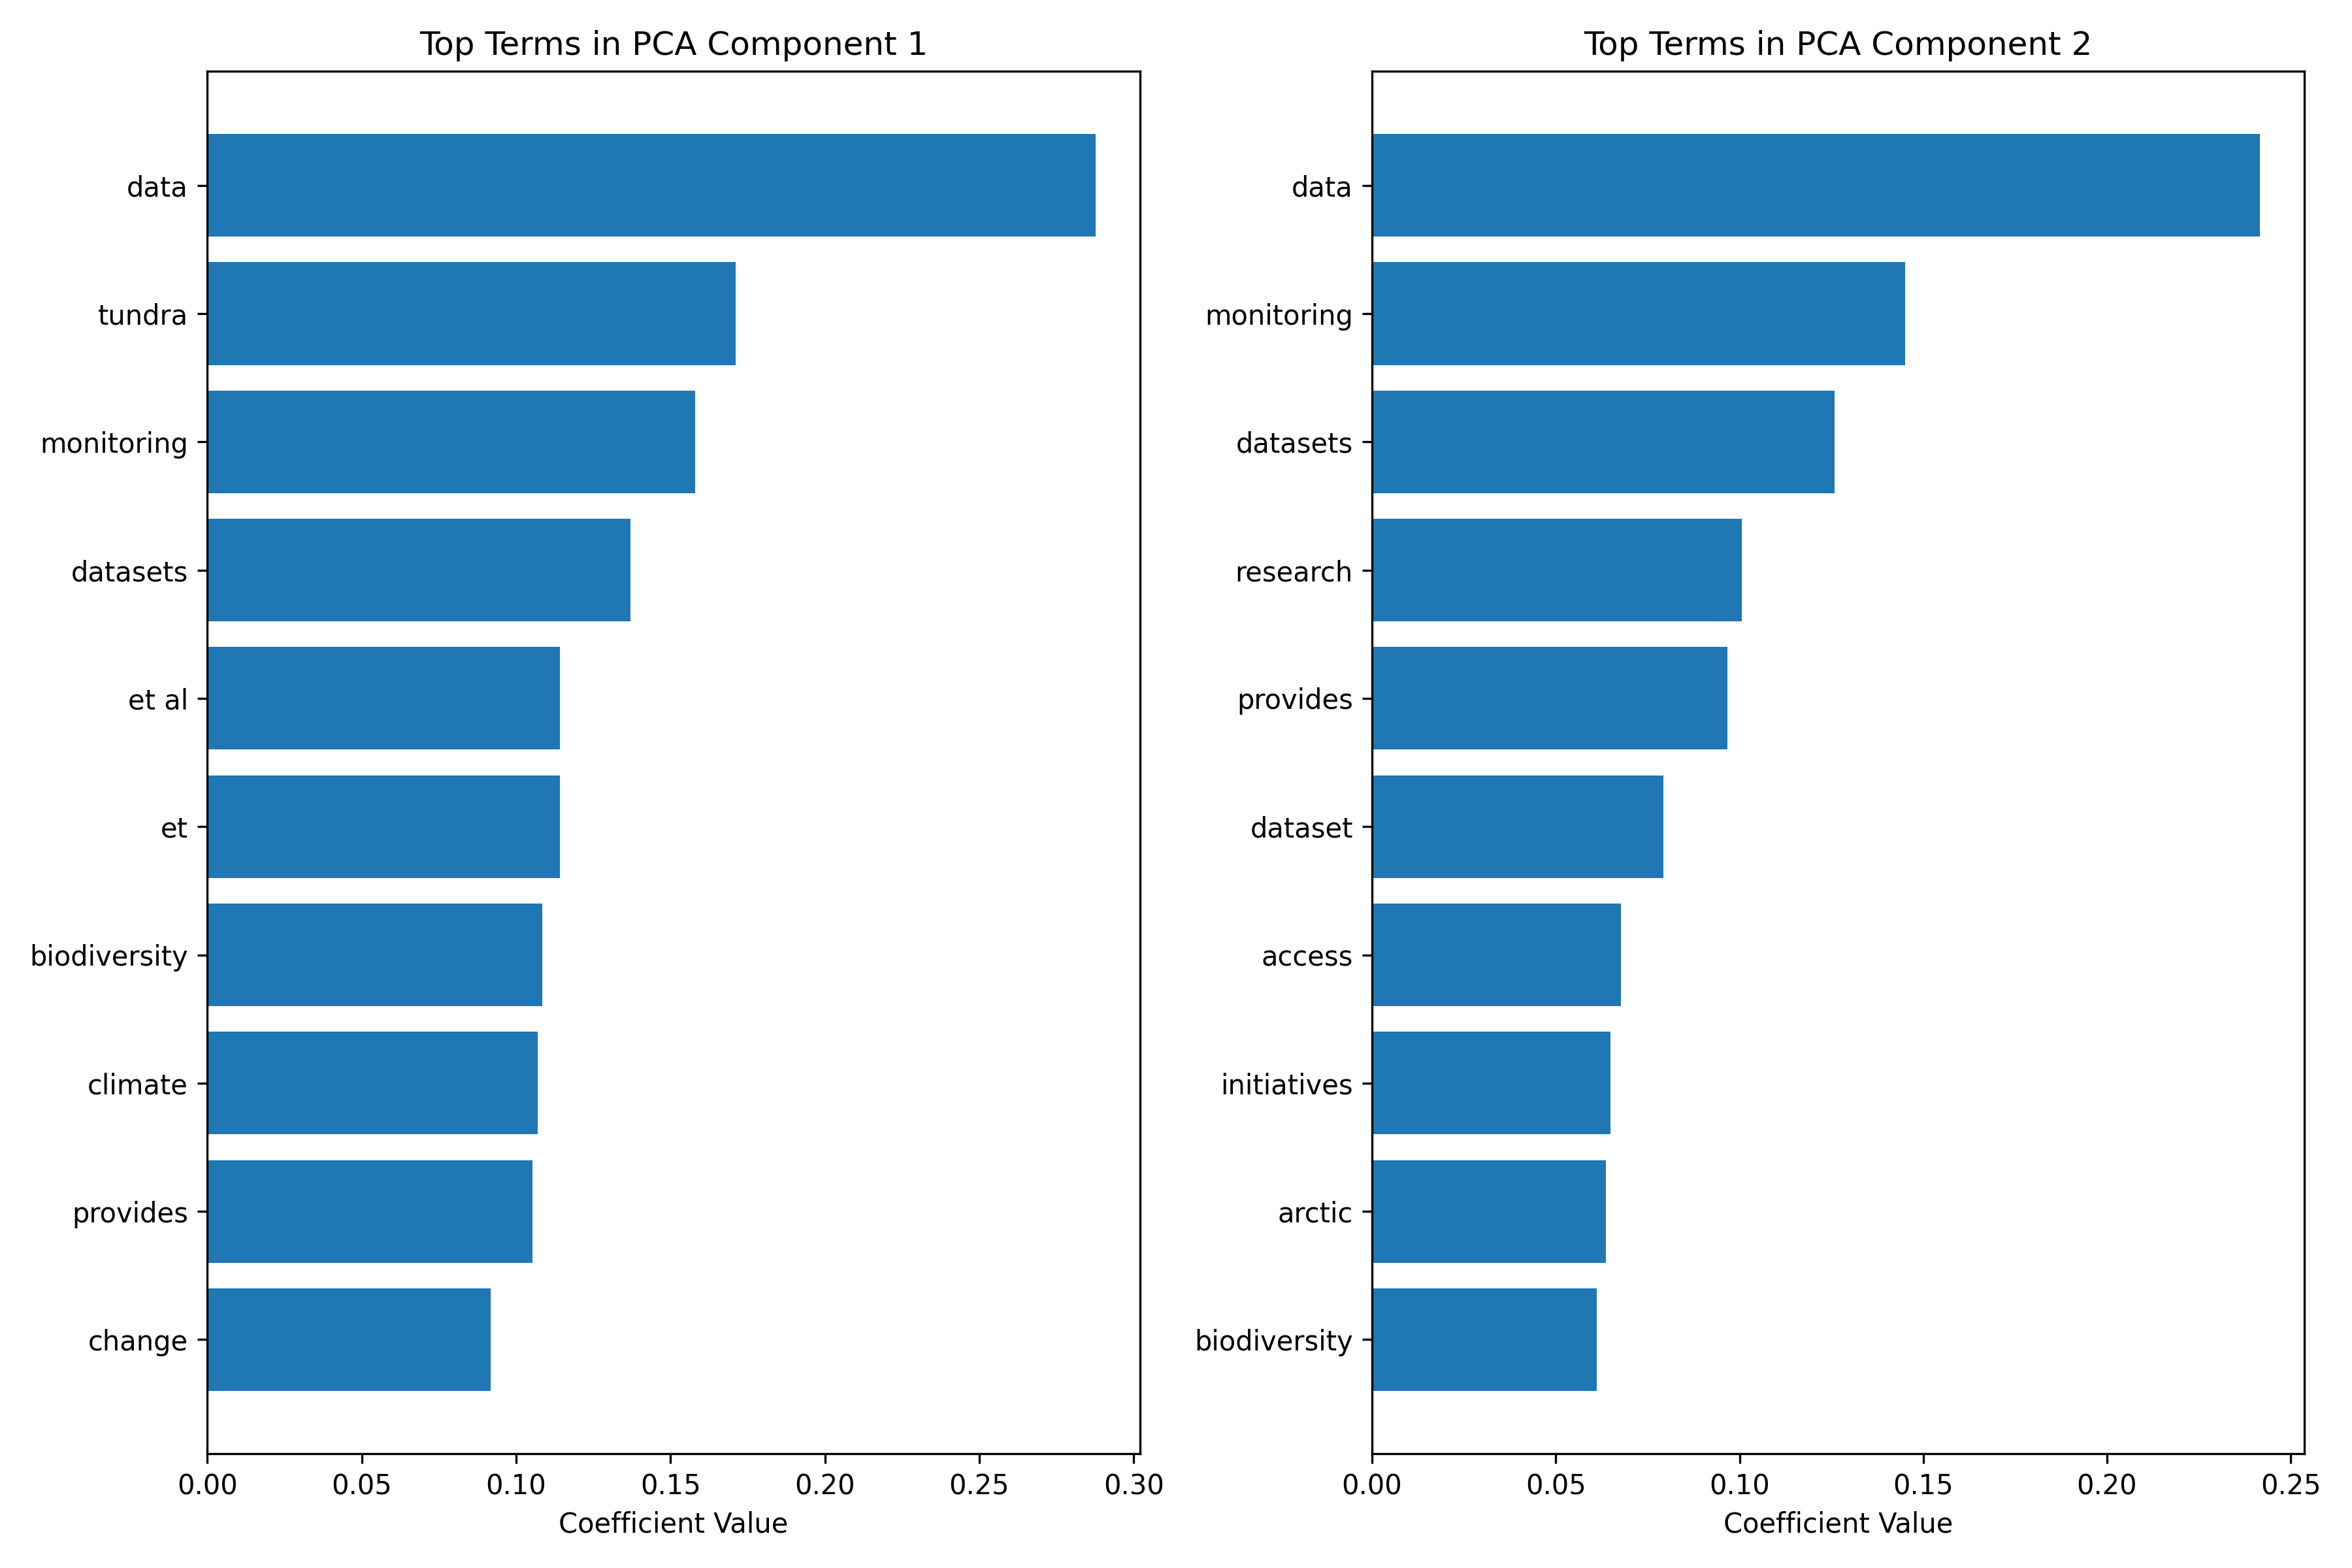 Top Terms in PCA Component 1
data
tundra
monitoring
datasets
et al
et
biodiversity
climate
provides
change
0.00 0.05 0.10 0.15 0.20 0.25 0.30
Coefficient Value
Top Terms in PCA Component 2
data
monitoring
datasets
research
provides
dataset
access
initiatives
arctic
biodiversity
0.00 0.05 0.10 0.15 0.20 0.25
Coefficient Value